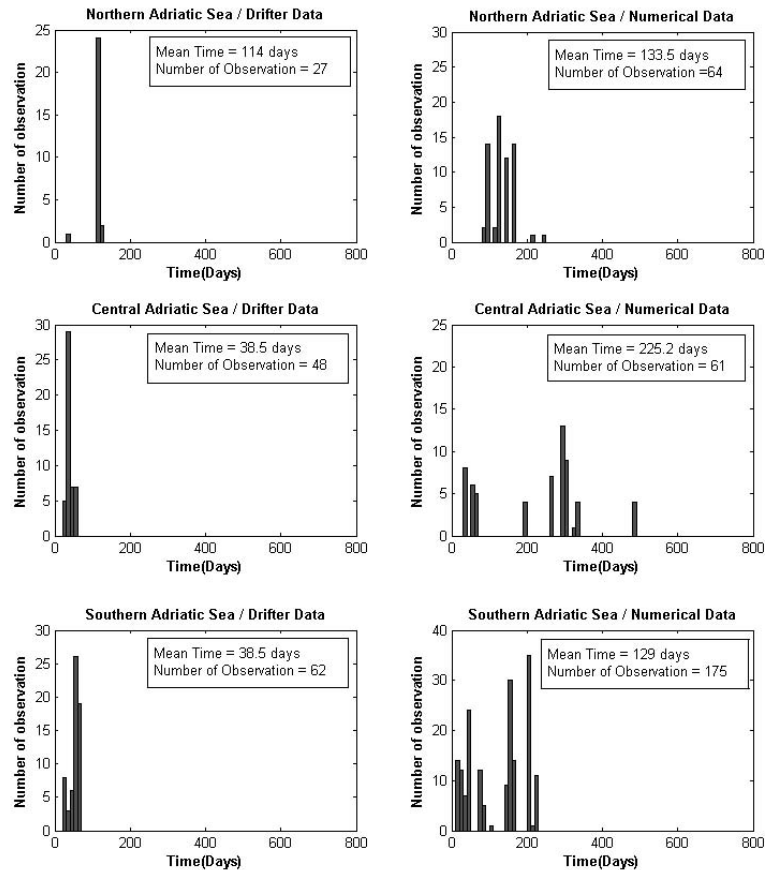 Northern Adriatic Sea / Drifter Data
Number of observation
25
20
15
10
5
0
Mean Time = 114 days
Number of Observation = 27
0 200 400 600 800
Time(Days)
Northern Adriatic Sea / Numerical Data
Number of observation
30
25
20
15
10
5
0
Mean Time = 133.5 days
Number of Observation =64
0 200 400 600 800
Time(Days)
Central Adriatic Sea / Drifter Data
Number of observation
30
25
20
15
10
5
0
Mean Time = 38.5 days
Number of Observation = 48
0 200 400 600 800
Time(Days)
Central Adriatic Sea / Numerical Data
Number of observation
25
20
15
10
5
0
Mean Time = 225.2 days
Number of Observation = 61
0 200 400 600 800
Time(Days)
Southern Adriatic Sea / Drifter Data
Number of observation
30
25
20
15
10
5
0
Mean Time = 38.5 days
Number of Observation = 62
0 200 400 600 800
Time(Days)
Southern Adriatic Sea / Numerical Data
Number of observation
40
30
20
10
0
Mean Time = 129 days
Number of Observation = 175
0 200 400 600 800
Time(Days)